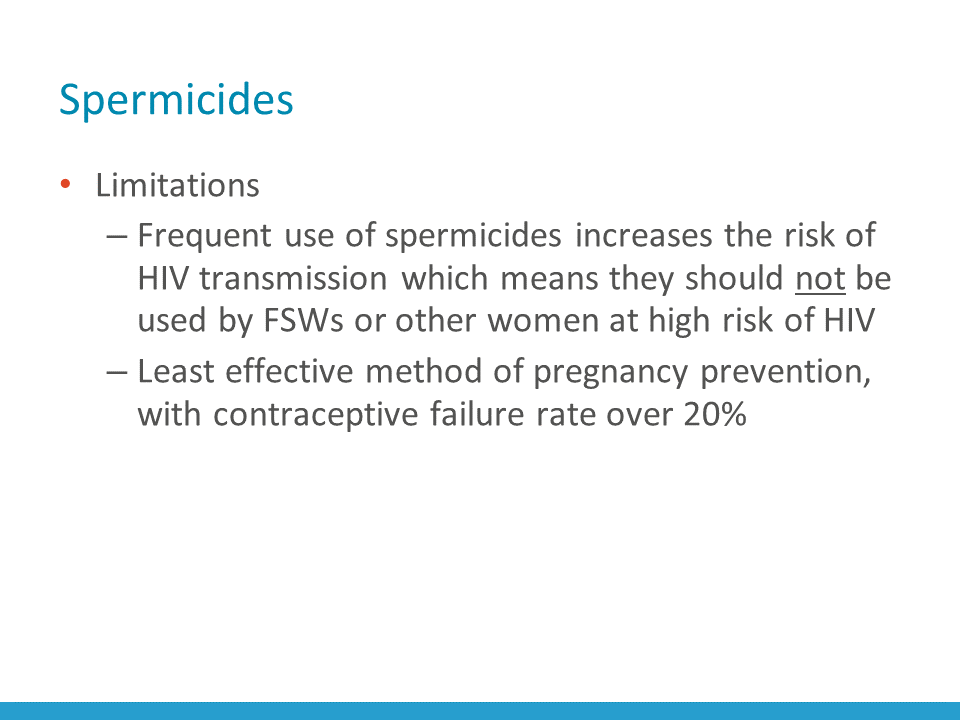 Spermicides
• Limitations
– Frequent use of spermicides increases the risk of
HIV transmission which means they should not be
used by FSWs or other women at high risk of HIV
– Least effective method of pregnancy prevention,
with contraceptive failure rate over 20%